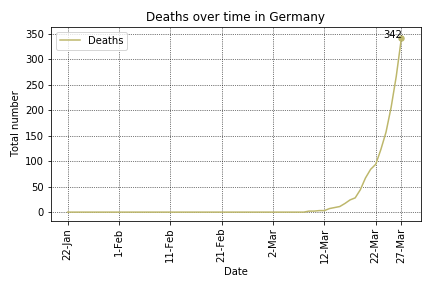 Deaths over time in Germany
Deaths
342
350
300
250
200
150
100
50
0
Total number
22-Jan
1-Feb
11-Feb
21-Feb
2-Mar
12-Mar
22-Mar
27-Mar
Date